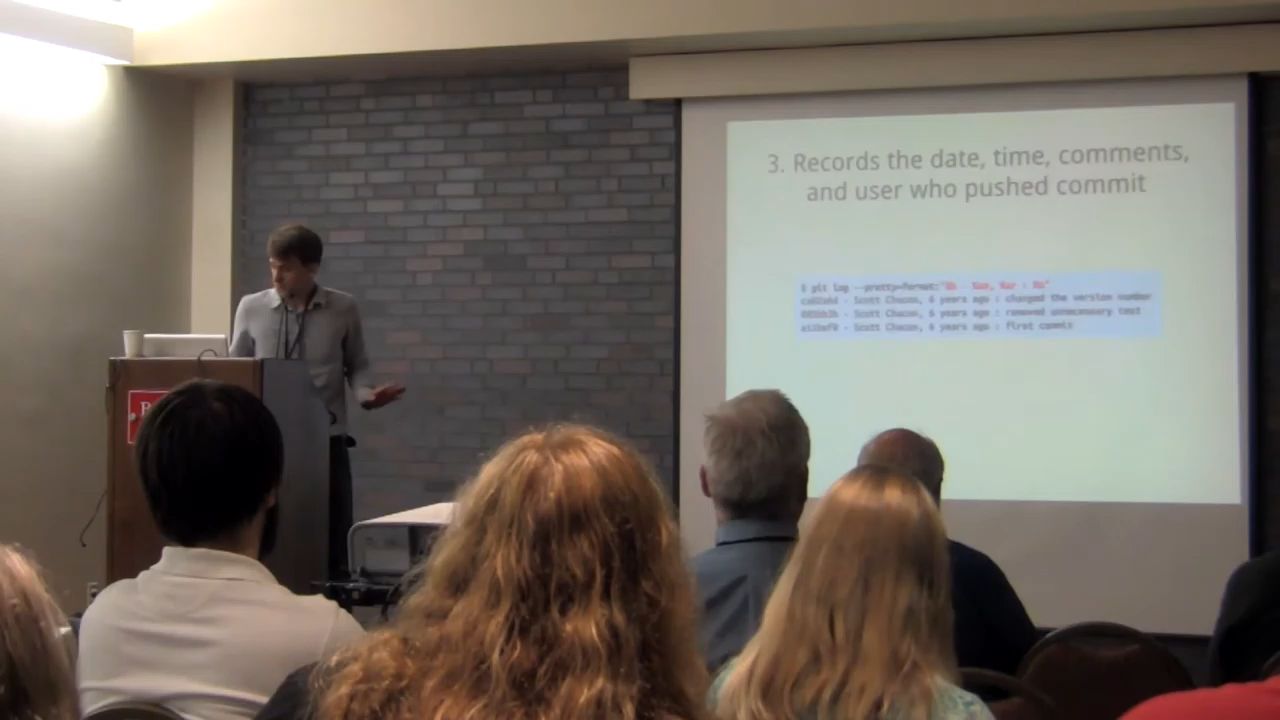 3. Records the date, time, comments,
and user who pushed commit
$ git log --pretty=format:
- Scott Chacon, 6 years ago : changed the version number
- Scott Chacon, 6 years ago : removed unnecessary test
- Scott Chacon, 6 years ago : first commit